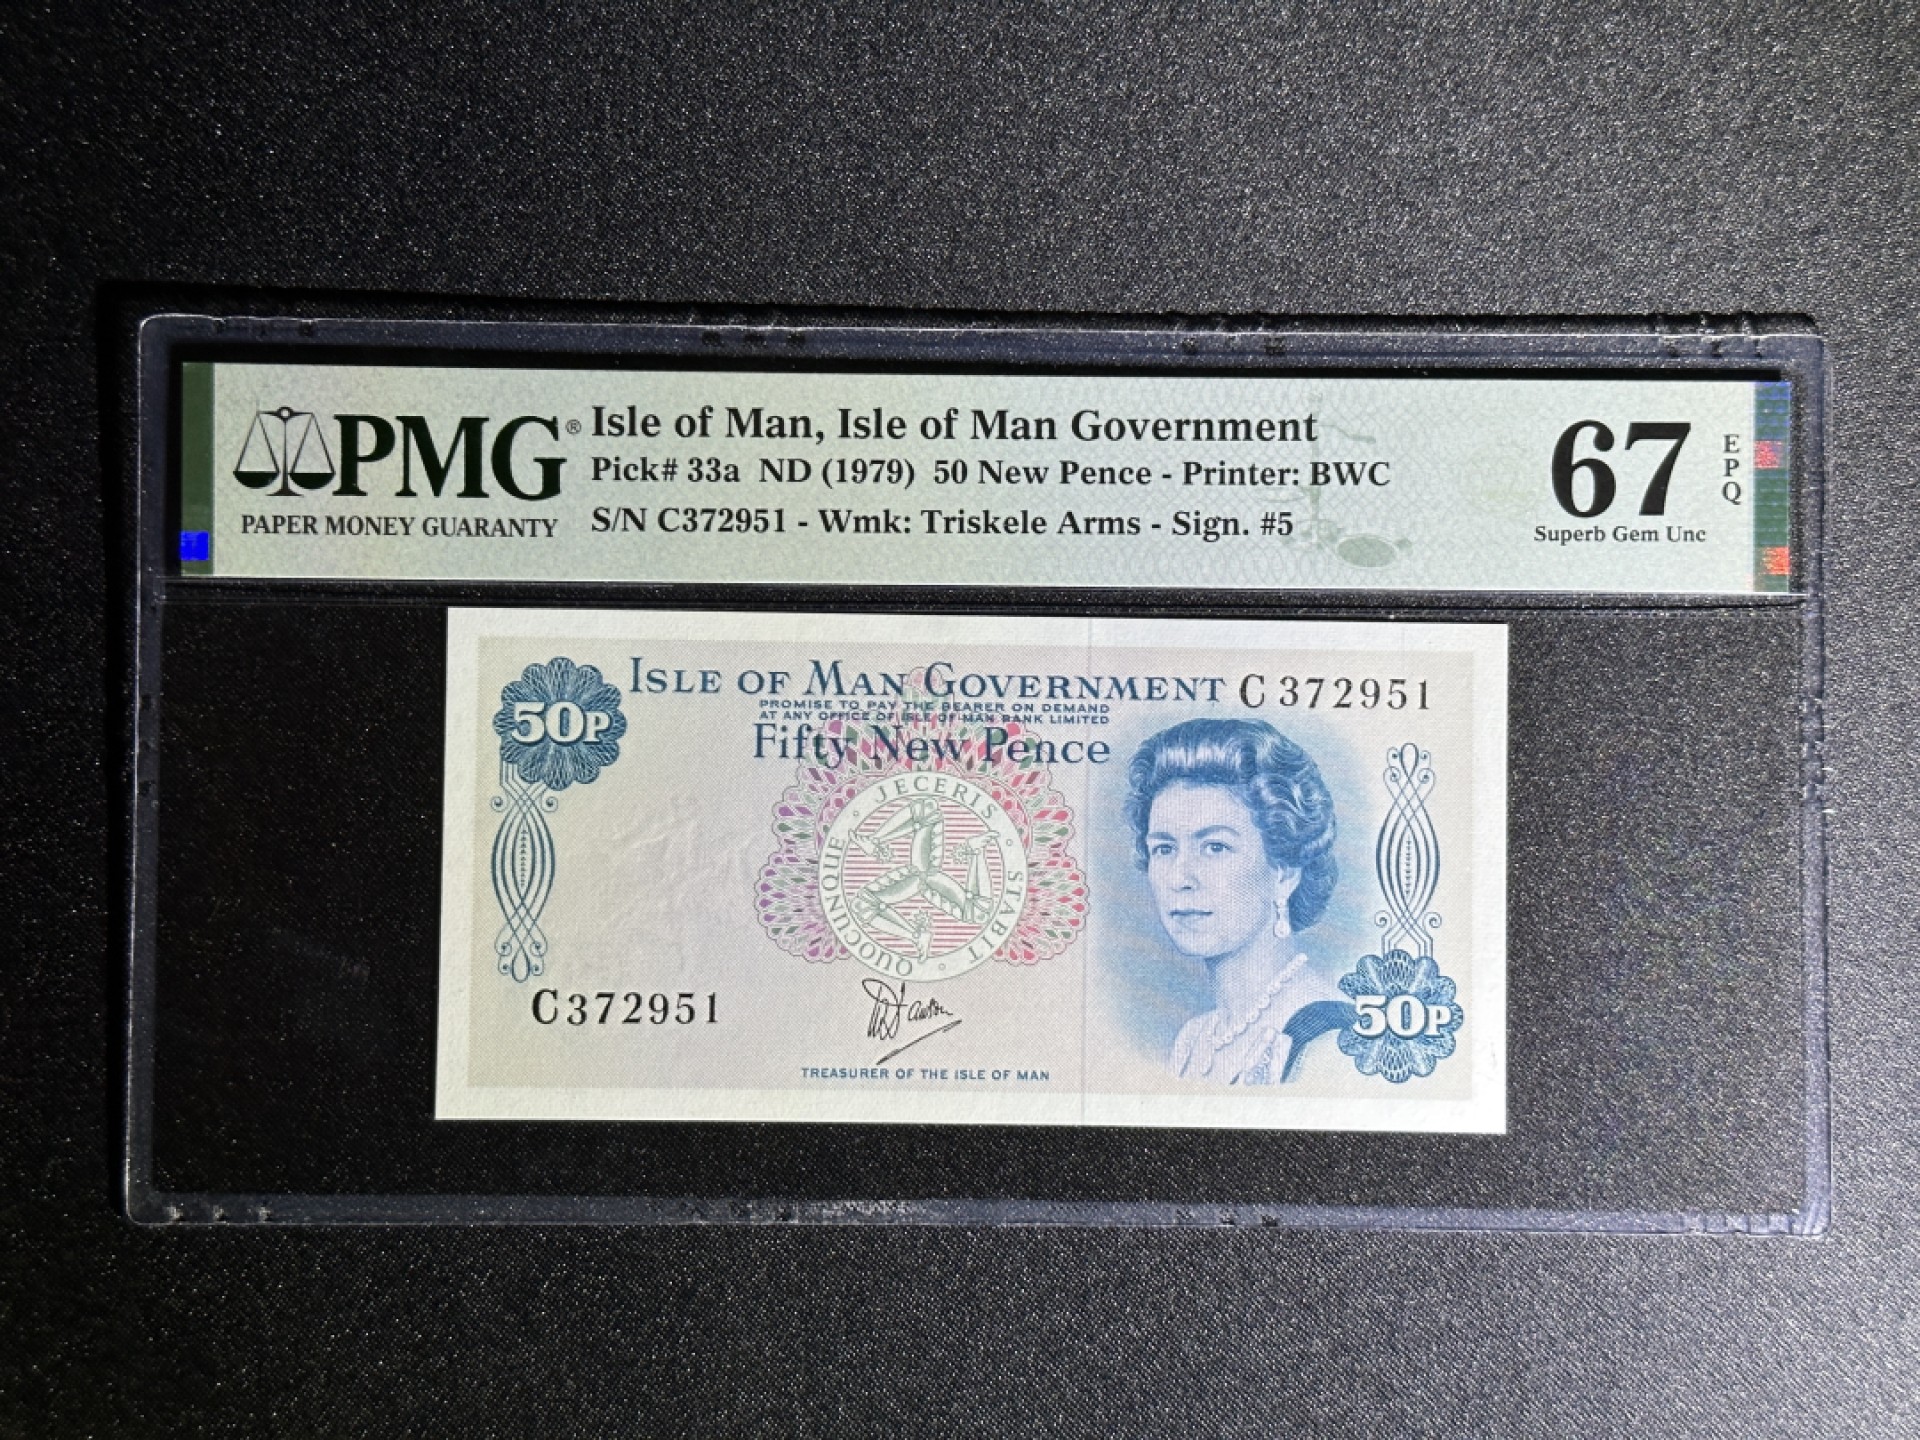 PMG®
PAPER MONEY GUARANTY
Isle of Man, Isle of Man Government
Pick# 33a ND (1979) 50 New Pence - Printer: BWC
S/N C372951 - Wmk: Triskele Arms - Sign. #5
67
EPQ
Superb Gem Unc
50P
ISLE OF MAN GOVERNMENT
C 372951
PROMISE TO PAY THE BEARER ON DEMAND
AT ANY OFFICE OF ISLE OF MAN BANK LIMITED
Fifty New Pence
QUOCUNQUE · JECERIS · STABIT
C372951
TREASURER OF THE ISLE OF MAN
50P